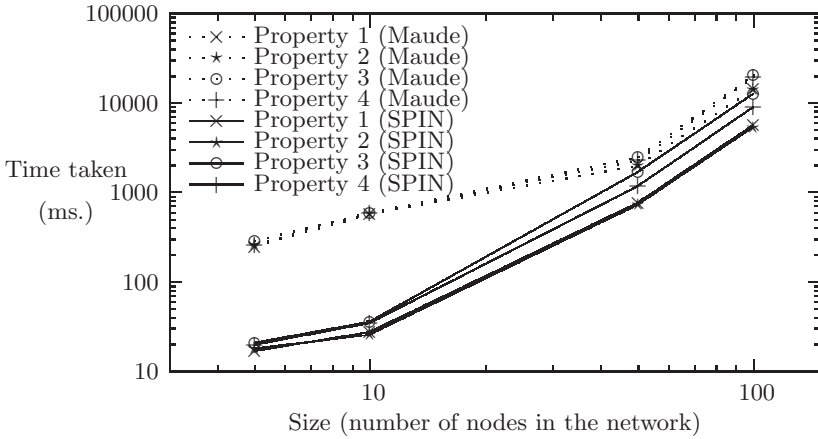 100000
10000
1000
100
10
Time taken
(ms.)
Property 1 (Maude)
Property 2 (Maude)
Property 3 (Maude)
Property 4 (Maude)
Property 1 (SPIN)
Property 2 (SPIN)
Property 3 (SPIN)
Property 4 (SPIN)
10
100
Size (number of nodes in the network)